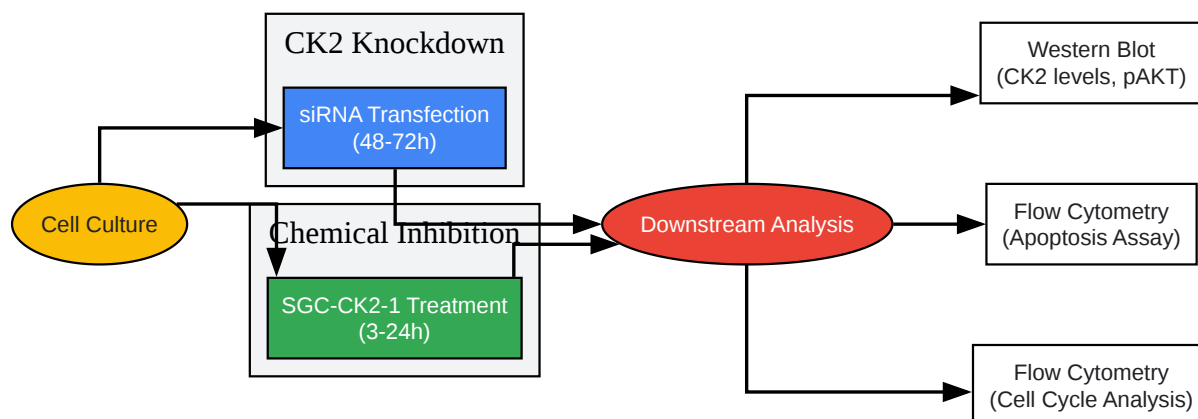 CK2 Knockdown
siRNA Transfection
(48-72h)
Cell Culture
Chemical Inhibition
SGC-CK2-1 Treatment
(3-24h)
Downstream Analysis
Western Blot
(CK2 levels, pAKT)
Flow Cytometry
(Apoptosis Assay)
Flow Cytometry
(Cell Cycle Analysis)